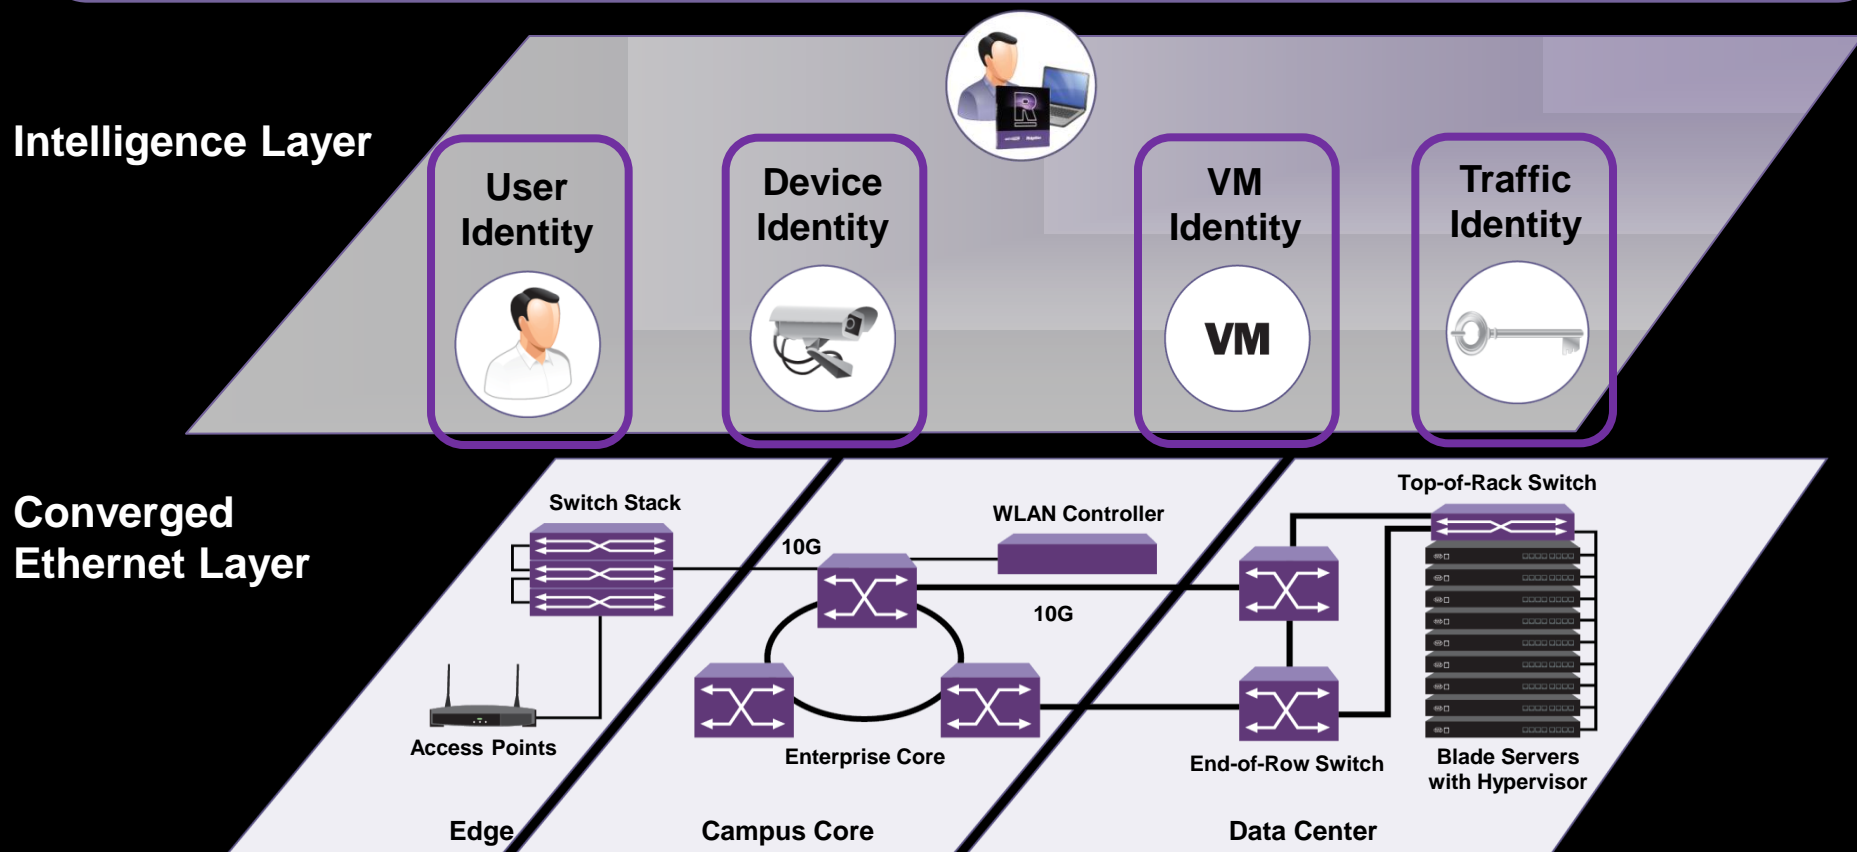 Intelligence Layer
User
Identity
Device
Identity
VM
Identity
VM
Traffic
Identity
R
Converged
Ethernet Layer
Switch Stack
10G
WLAN Controller
10G
Top-of-Rack Switch
Access Points
Enterprise Core
End-of-Row Switch
Blade Servers
with Hypervisor
Edge
Campus Core
Data Center